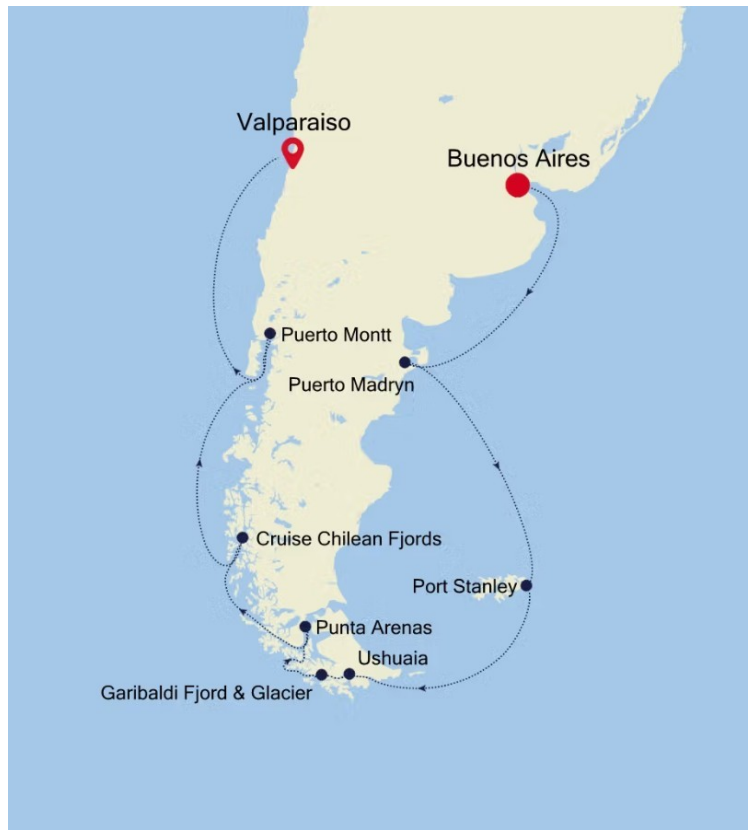 Valparaiso
Buenos Aires
Puerto Montt
Puerto Madryn
Cruise Chilean Fjords
Port Stanley
Punta Arenas
Ushuaia
Garibaldi Fjord & Glacier